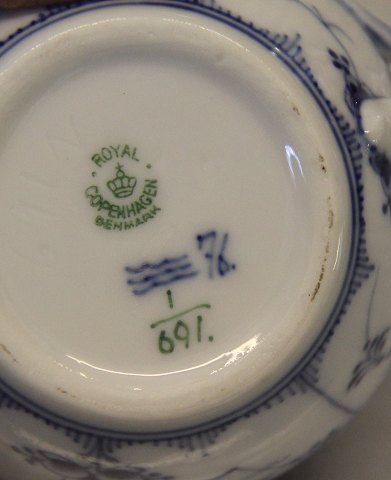 ROYAL
COPENHAGEN
DENMARK
76.
1
691.